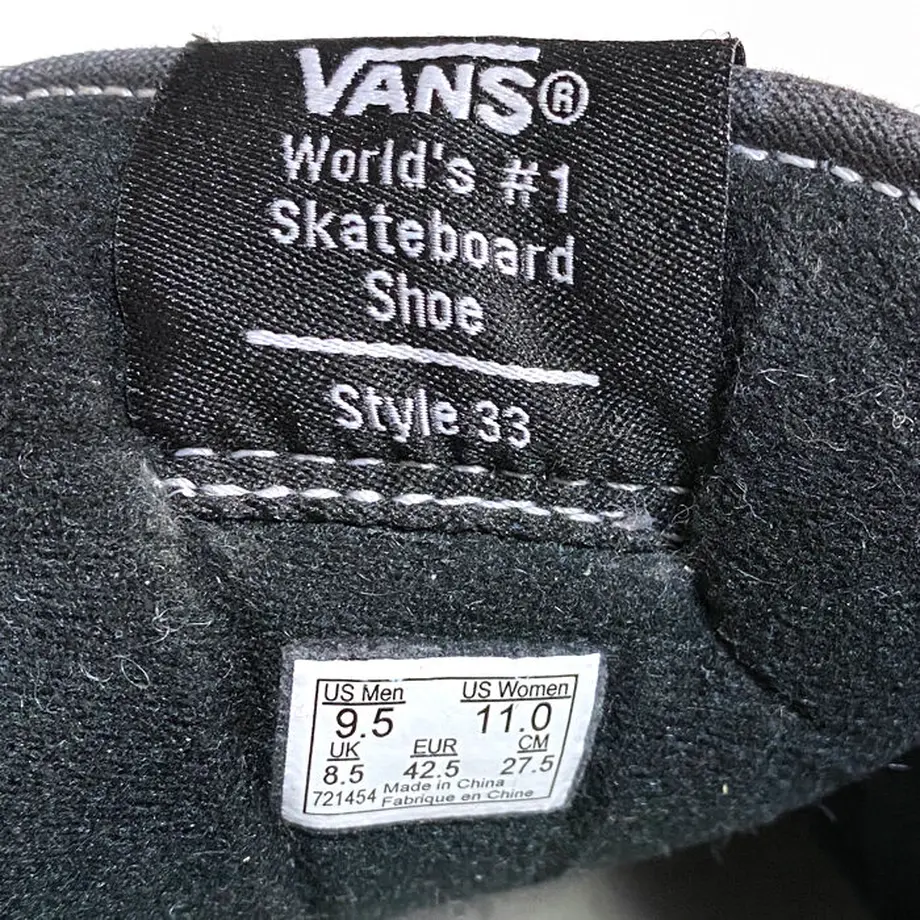 VANS®
World's #1
Skateboard
Shoe
Style 33
US Men US Women
9.5 11.0
UK EUR CM
8.5 42.5 27.5
721454 Made in China
Fabrique en Chine